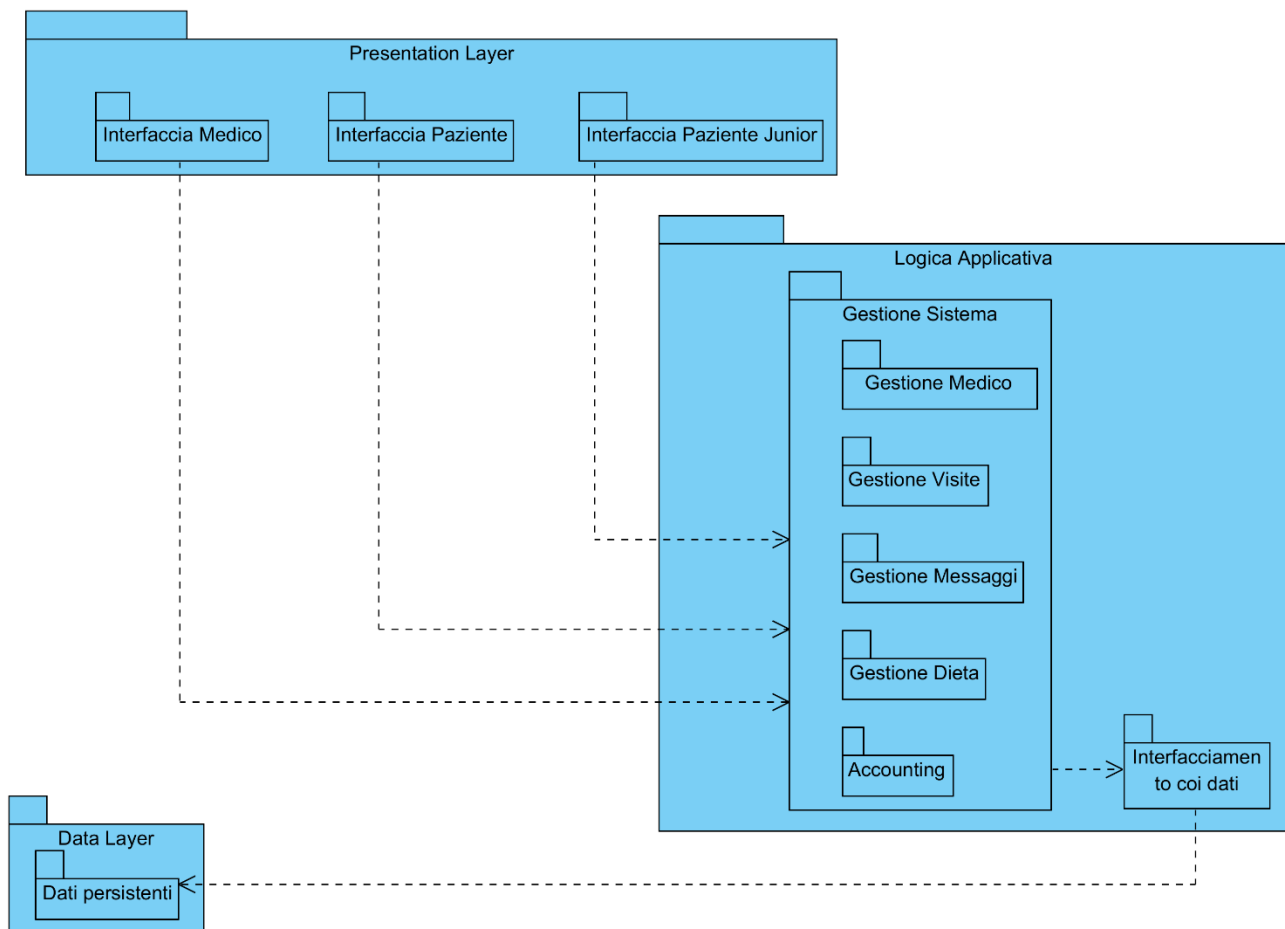 Presentation Layer
Interfaccia Medico
Interfaccia Paziente
Interfaccia Paziente Junior
Logica Applicativa
Gestione Sistema
Gestione Medico
Gestione Visite
Gestione Messaggi
Gestione Dieta
Accounting
Interfacciamen
to coi dati
Data Layer
Dati persistenti